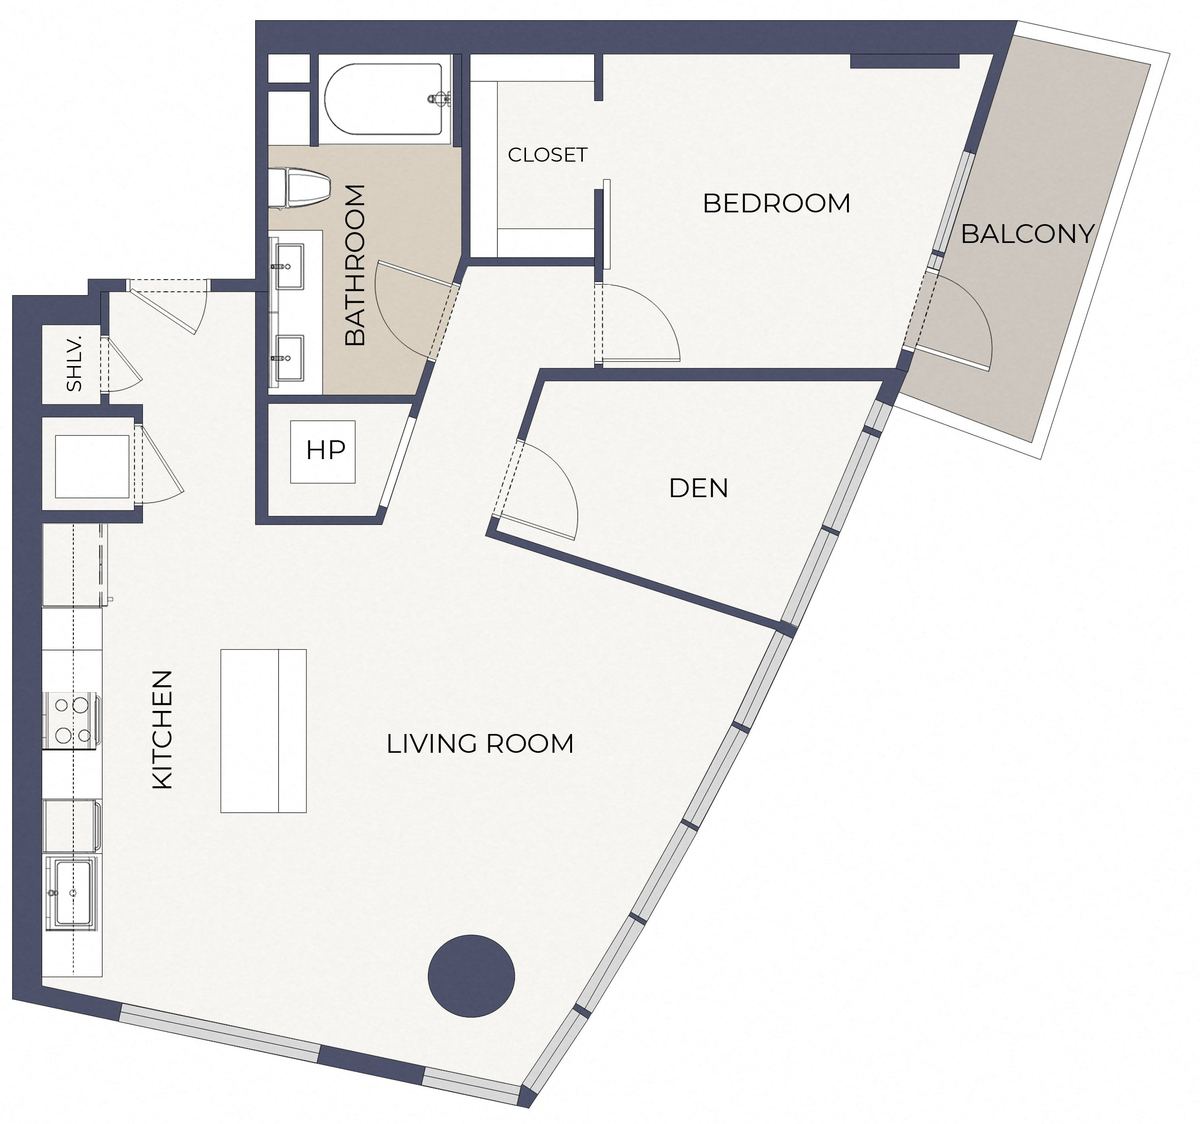 CLOSET
BEDROOM
BALCONY
BATHROOM
SHLV.
HP
DEN
KITCHEN
LIVING ROOM